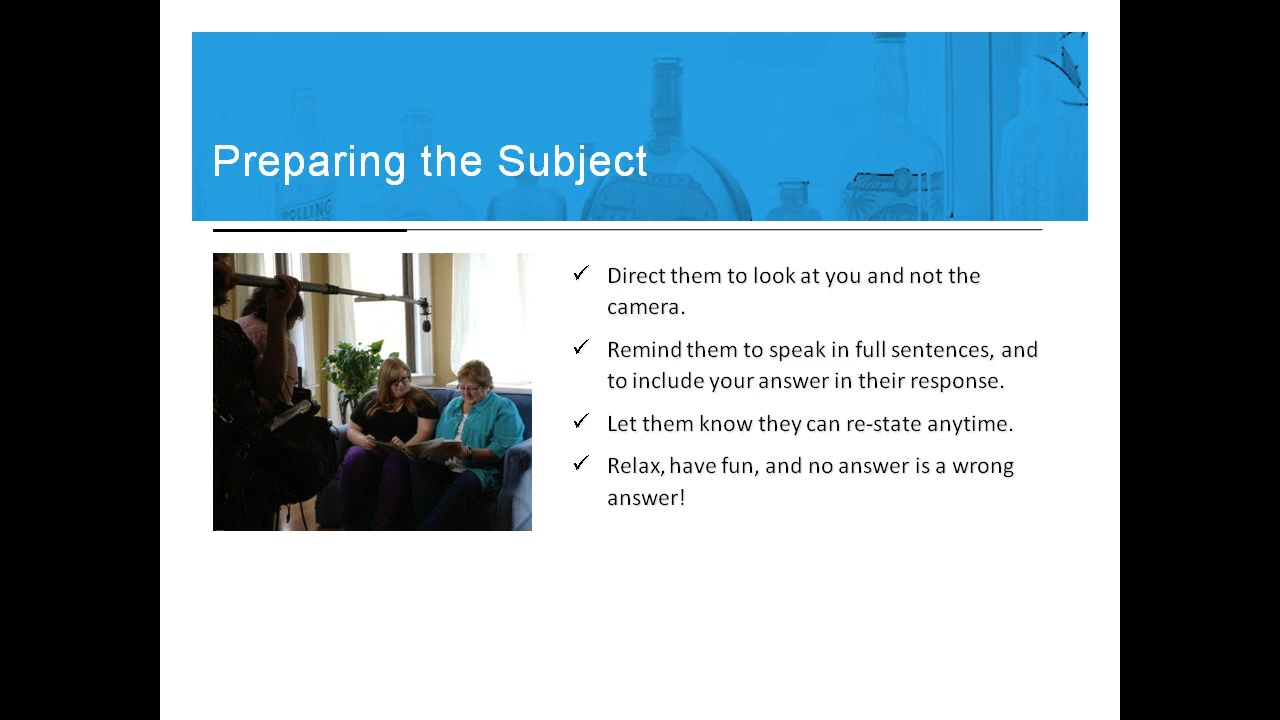 Preparing the Subject
ROLLING
✓ Direct them to look at you and not the
camera.
✓ Remind them to speak in full sentences, and
to include your answer in their response.
✓ Let them know they can re-state anytime.
✓ Relax, have fun, and no answer is a wrong
answer!